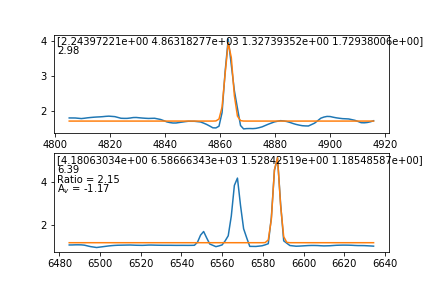 [2.24397221e+00 4.86318277e+03 1.32739352e+00 1.72938006e+00]
2.98
4
3
2
4800 4820 4840 4860 4880 4900 4920
[4.18063034e+00 6.58666343e+03 1.52842519e+00 1.18548587e+00]
6.39
Ratio = 2.15
Av = -1.17
4
2
6480 6500 6520 6540 6560 6580 6600 6620 6640